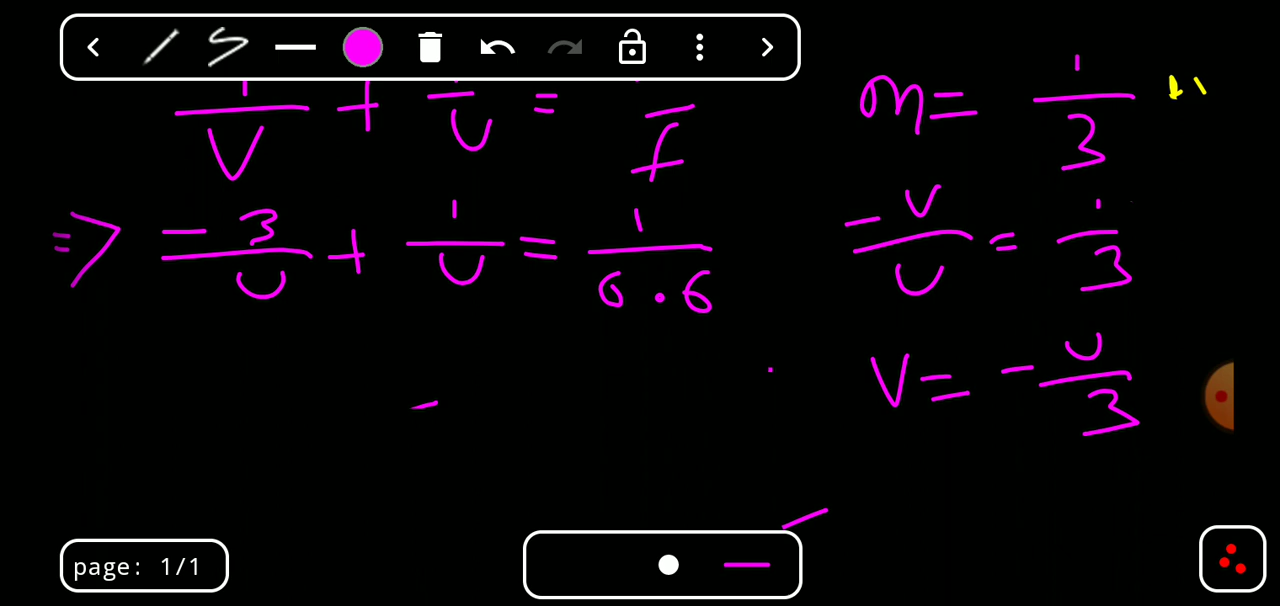 1/V + 1/U = 1/f
⇒ -3/U + 1/U = 1/0.6
m = 1/3
-V/U = 1/3
V = -U/3
page: 1/1